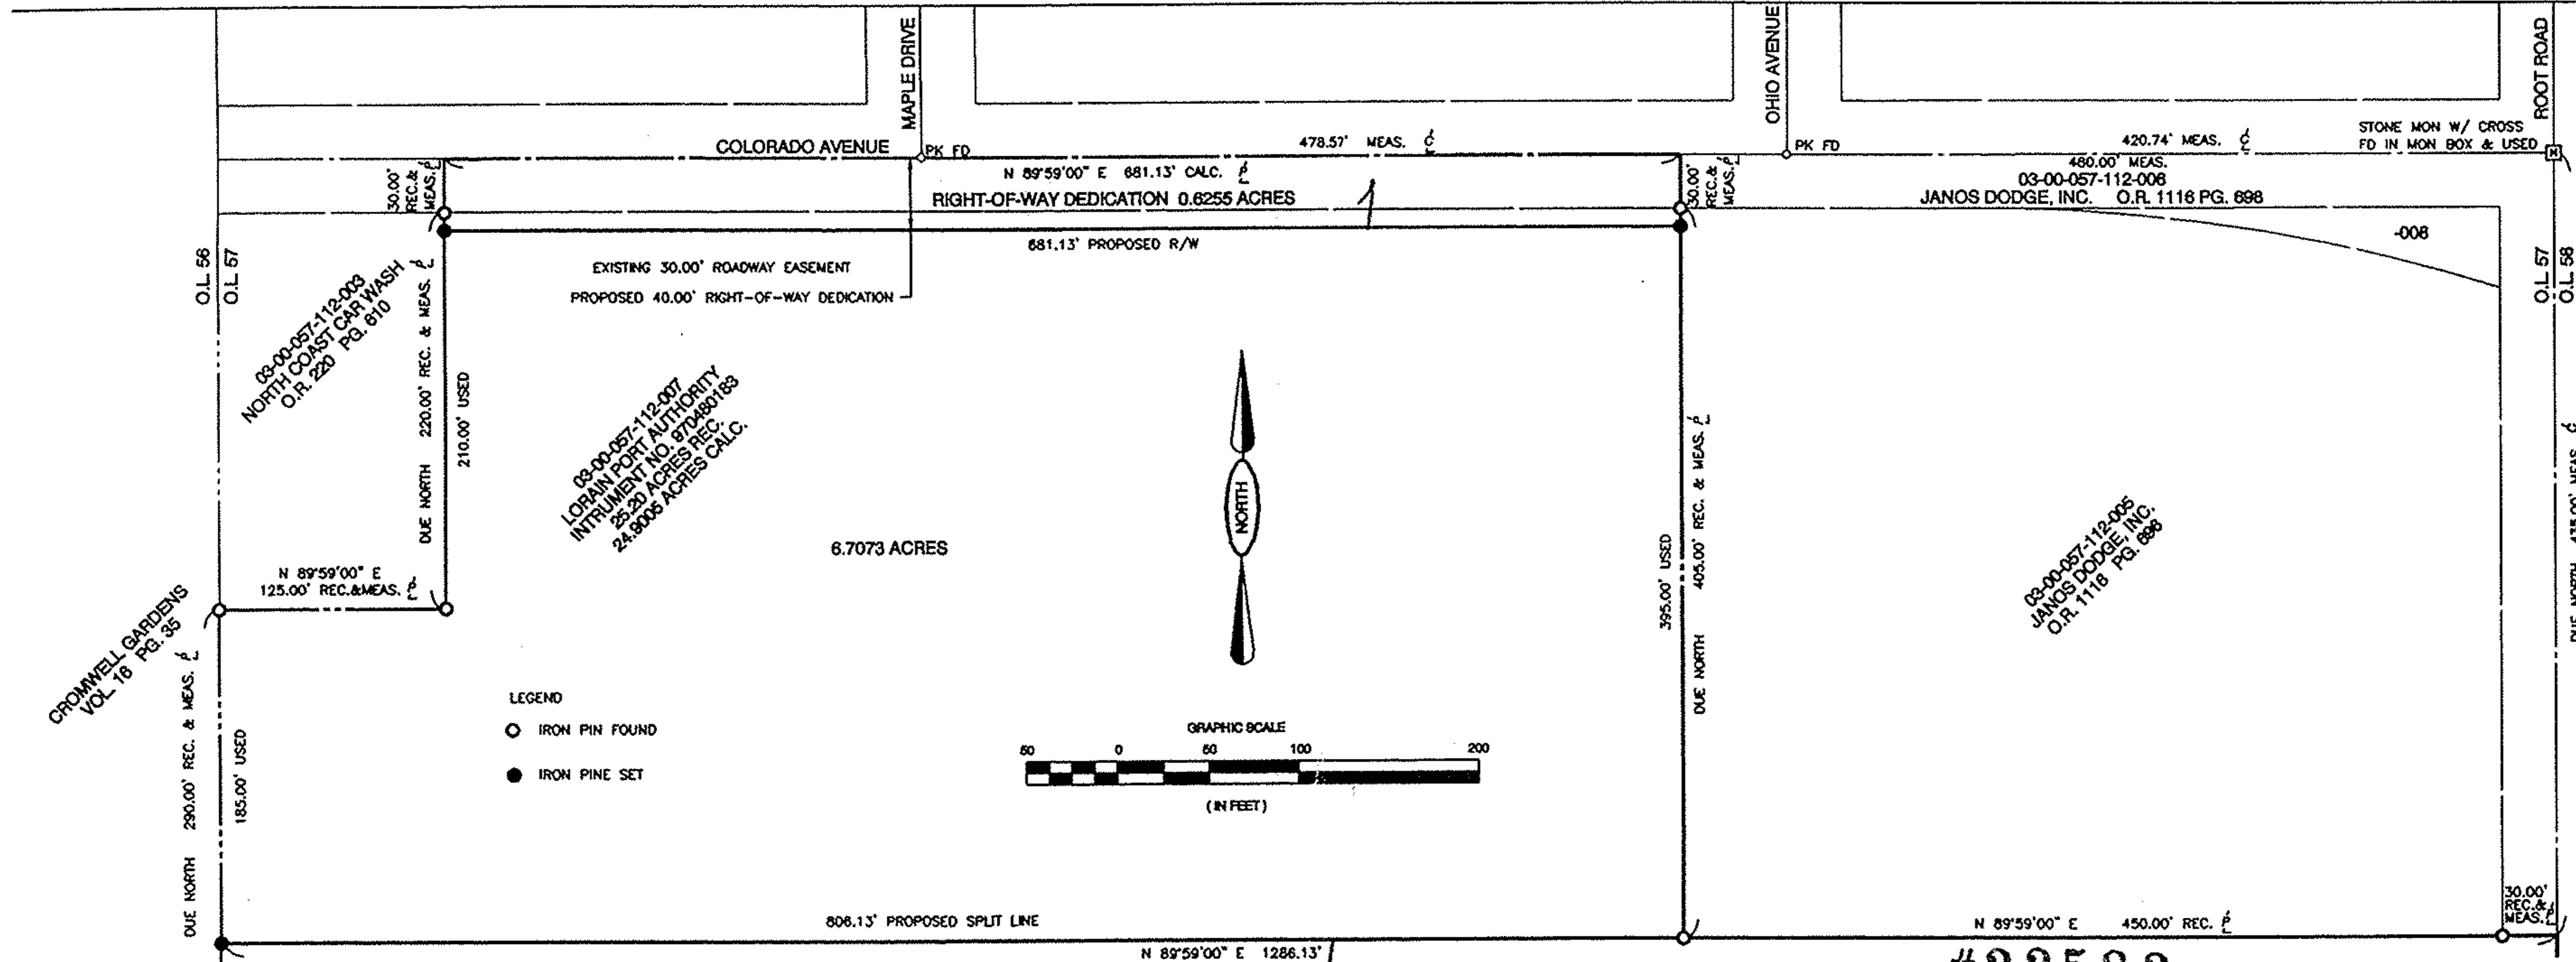 MAPLE DRIVE
OHIO AVENUE
ROOT ROAD
COLORADO AVENUE
PK FD
478.57' MEAS.
PK FD
420.74' MEAS.
STONE MON W/ CROSS
FD IN MON BOX & USED
M
480.00' MEAS.
30.00'
REC.&
MEAS.
N 89°59'00" E 681.13' CALC.
RIGHT-OF-WAY DEDICATION 0.6255 ACRES
1
30.00'
REC.&
MEAS.
03-00-057-112-006
JANOS DODGE, INC. O.R. 1116 PG. 698
681.13' PROPOSED R/W
-008
EXISTING 30.00' ROADWAY EASEMENT
PROPOSED 40.00' RIGHT-OF-WAY DEDICATION
O.L. 56
O.L. 57
O.L. 57
O.L. 58
03-00-057-112-003
NORTH COAST CAR WASH
O.R. 220 PG. 610
DUE NORTH 220.00' REC. & MEAS.
210.00' USED
03-00-057-112-007
LORAIN PORT AUTHORITY
INTRUMENT NO. 970480183
25.20 ACRES REC.
24.9005 ACRES CALC.
6.7073 ACRES
NORTH
395.00' USED
DUE NORTH 405.00' REC. & MEAS.
03-00-057-112-005
JANOS DODGE, INC.
O.R. 1116 PG. 696
DUE NORTH 435.00' MEAS.
N 89°59'00" E
125.00' REC.&MEAS.
CROMWELL GARDENS
VOL. 16 PG. 35
DUE NORTH 290.00' REC. & MEAS.
185.00' USED
LEGEND
IRON PIN FOUND
IRON PINE SET
GRAPHIC SCALE
50 0 50 100 200
(IN FEET)
806.13' PROPOSED SPLIT LINE
N 89°59'00" E 1286.13'
N 89°59'00" E 450.00' REC.
30.00'
REC.&
MEAS.